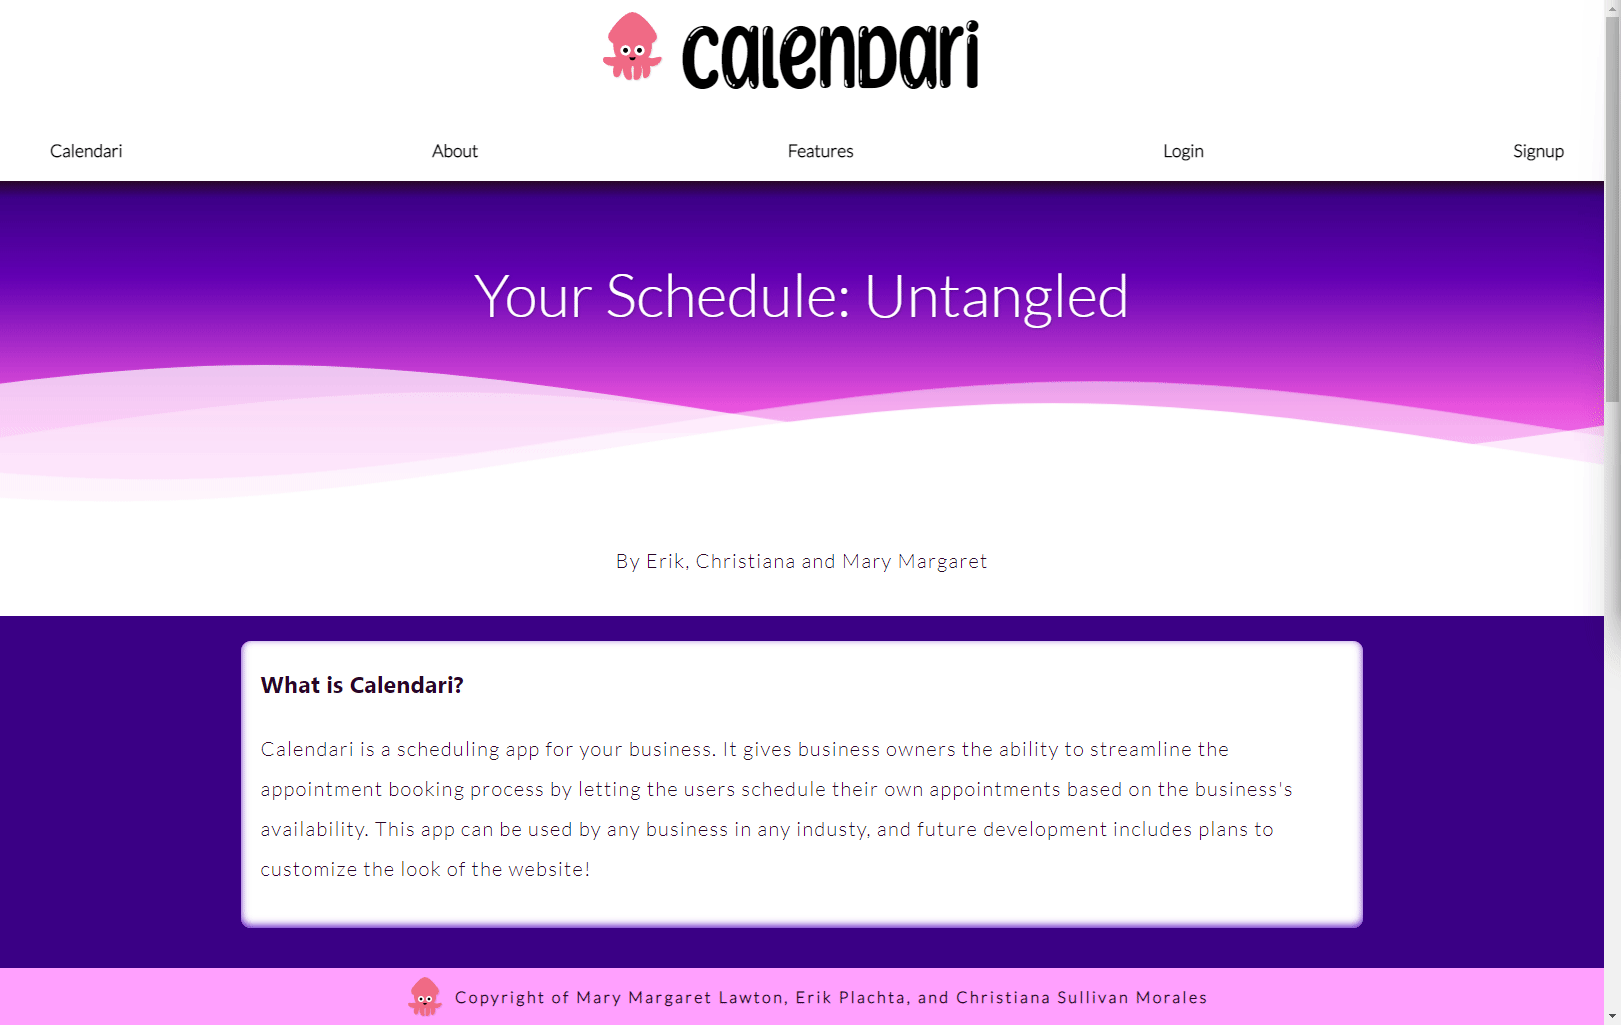 CalenDari
Calendari
About
Features
Login
Signup
Your Schedule: Untangled
By Erik, Christiana and Mary Margaret
What is Calendari?
Calendari is a scheduling app for your business. It gives business owners the ability to streamline the
appointment booking process by letting the users schedule their own appointments based on the business's
availability. This app can be used by any business in any industy, and future development includes plans to
customize the look of the website!
Copyright of Mary Margaret Lawton, Erik Plachta, and Christiana Sullivan Morales